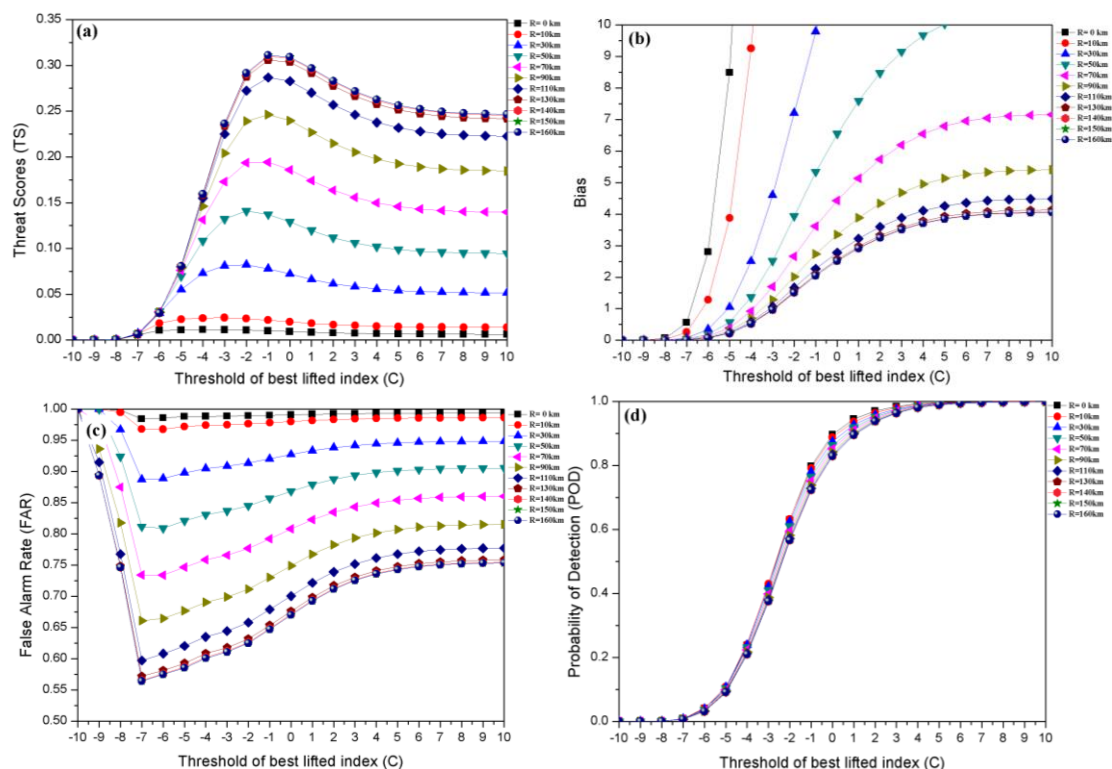 (a)
0.35
0.30
0.25
0.20
0.15
0.10
0.05
0.00
Threat Scores (TS)
-10 -9 -8 -7 -6 -5 -4 -3 -2 -1 0 1 2 3 4 5 6 7 8 9 10
Threshold of best lifted index (C)
R= 0 km
R=10km
R=30km
R=50km
R=70km
R=90km
R=110km
R=130km
R=140km
R=150km
R=160km
(b)
10
9
8
7
6
5
4
3
2
1
0
Bias
-10 -9 -8 -7 -6 -5 -4 -3 -2 -1 0 1 2 3 4 5 6 7 8 9 10
Threshold of best lifted index (C)
R= 0 km
R=10km
R=30km
R=50km
R=70km
R=90km
R=110km
R=130km
R=140km
R=150km
R=160km
(c)
1.00
0.95
0.90
0.85
0.80
0.75
0.70
0.65
0.60
0.55
0.50
False Alarm Rate (FAR)
-10 -9 -8 -7 -6 -5 -4 -3 -2 -1 0 1 2 3 4 5 6 7 8 9 10
Threshold of best lifted index (C)
R= 0 km
R=10km
R=30km
R=50km
R=70km
R=90km
R=110km
R=130km
R=140km
R=150km
R=160km
(d)
1.0
0.8
0.6
0.4
0.2
0.0
Probability of Detection (POD)
-10 -9 -8 -7 -6 -5 -4 -3 -2 -1 0 1 2 3 4 5 6 7 8 9 10
Threshold of best lifted index (C)
R= 0 km
R=10km
R=30km
R=50km
R=70km
R=90km
R=110km
R=130km
R=140km
R=150km
R=160km